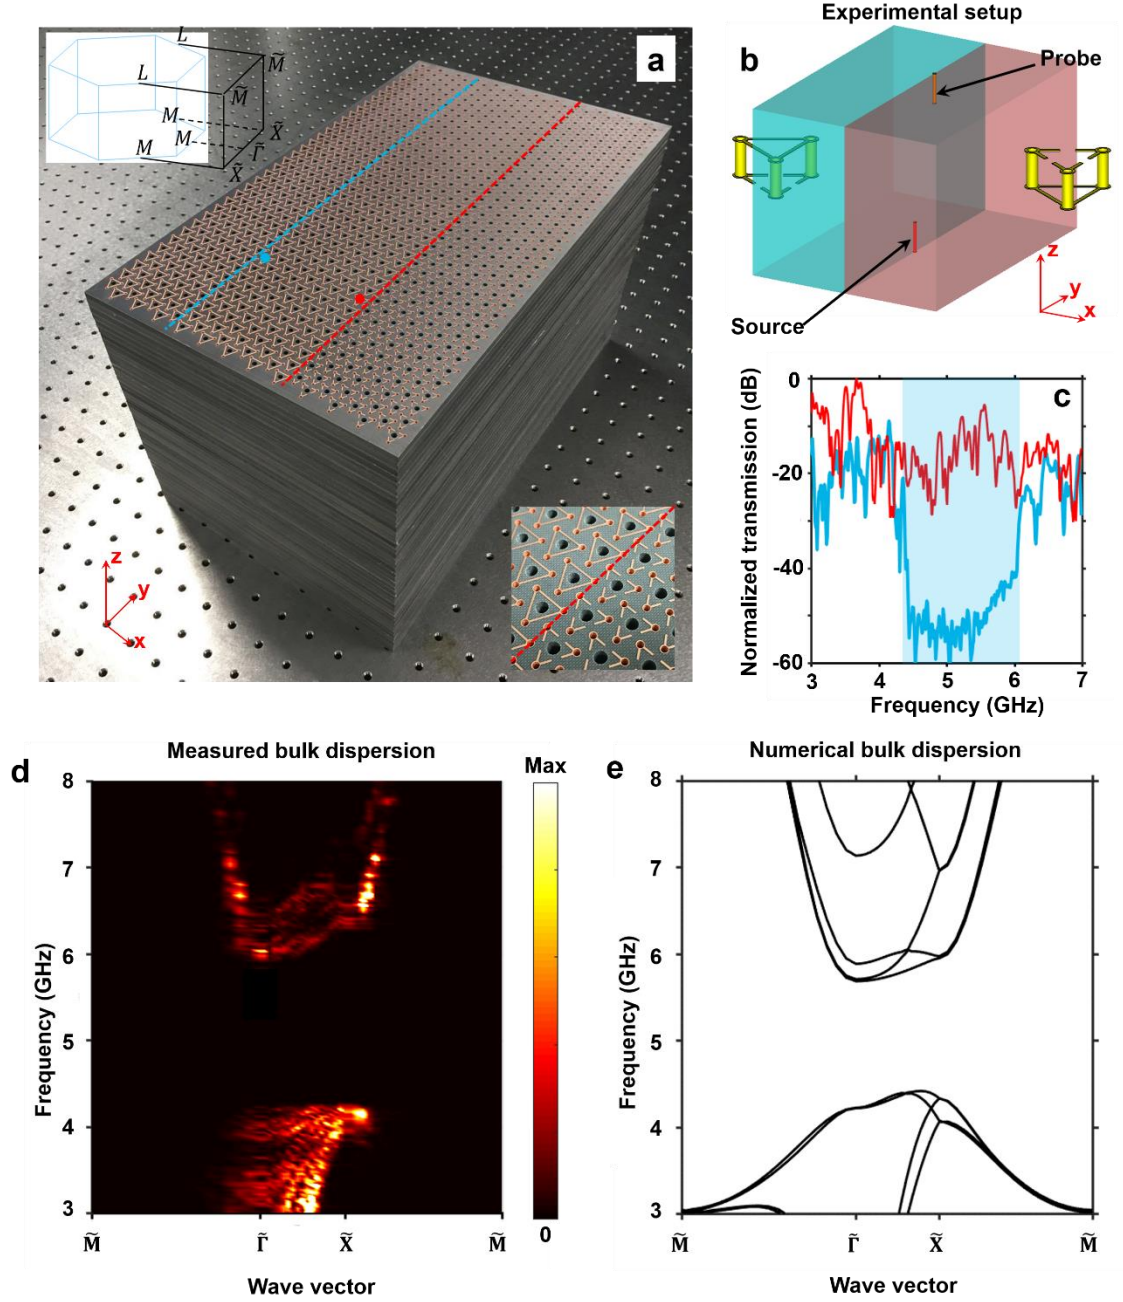 Experimental setup
a
L
L
M̃
M̃
M
M
M
X̃
Γ̃
X̃
z
y
x
b
Probe
Source
z
y
x
c
Normalized transmission (dB)
0
-20
-40
-60
3 4 5 6 7
Frequency (GHz)
d
Measured bulk dispersion
Frequency (GHz)
8
7
6
5
4
3
M̃ Γ̃ X̃ M̃
Wave vector
Max
0
e
Numerical bulk dispersion
Frequency (GHz)
8
7
6
5
4
3
M̃ Γ̃ X̃ M̃
Wave vector